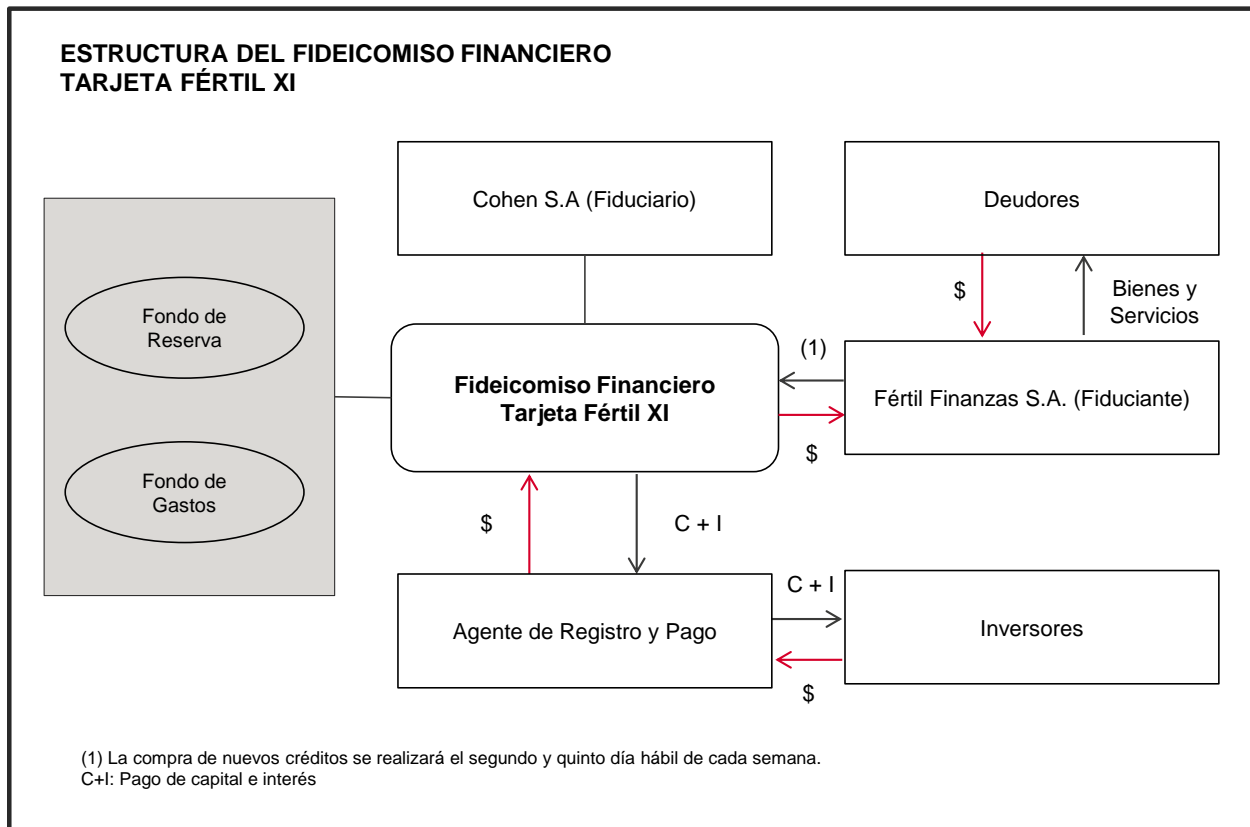 ESTRUCTURA DEL FIDEICOMISO FINANCIERO
TARJETA FÉRTIL XI
Cohen S.A (Fiduciario)
Deudores
Fondo de
Reserva
$
Bienes y
Servicios
(1)
Fideicomiso Financiero
Tarjeta Fértil XI
Fértil Finanzas S.A. (Fiduciante)
$
Fondo de
Gastos
$
C + I
C + I
Agente de Registro y Pago
Inversores
$
(1) La compra de nuevos créditos se realizará el segundo y quinto día hábil de cada semana.
C+I: Pago de capital e interés